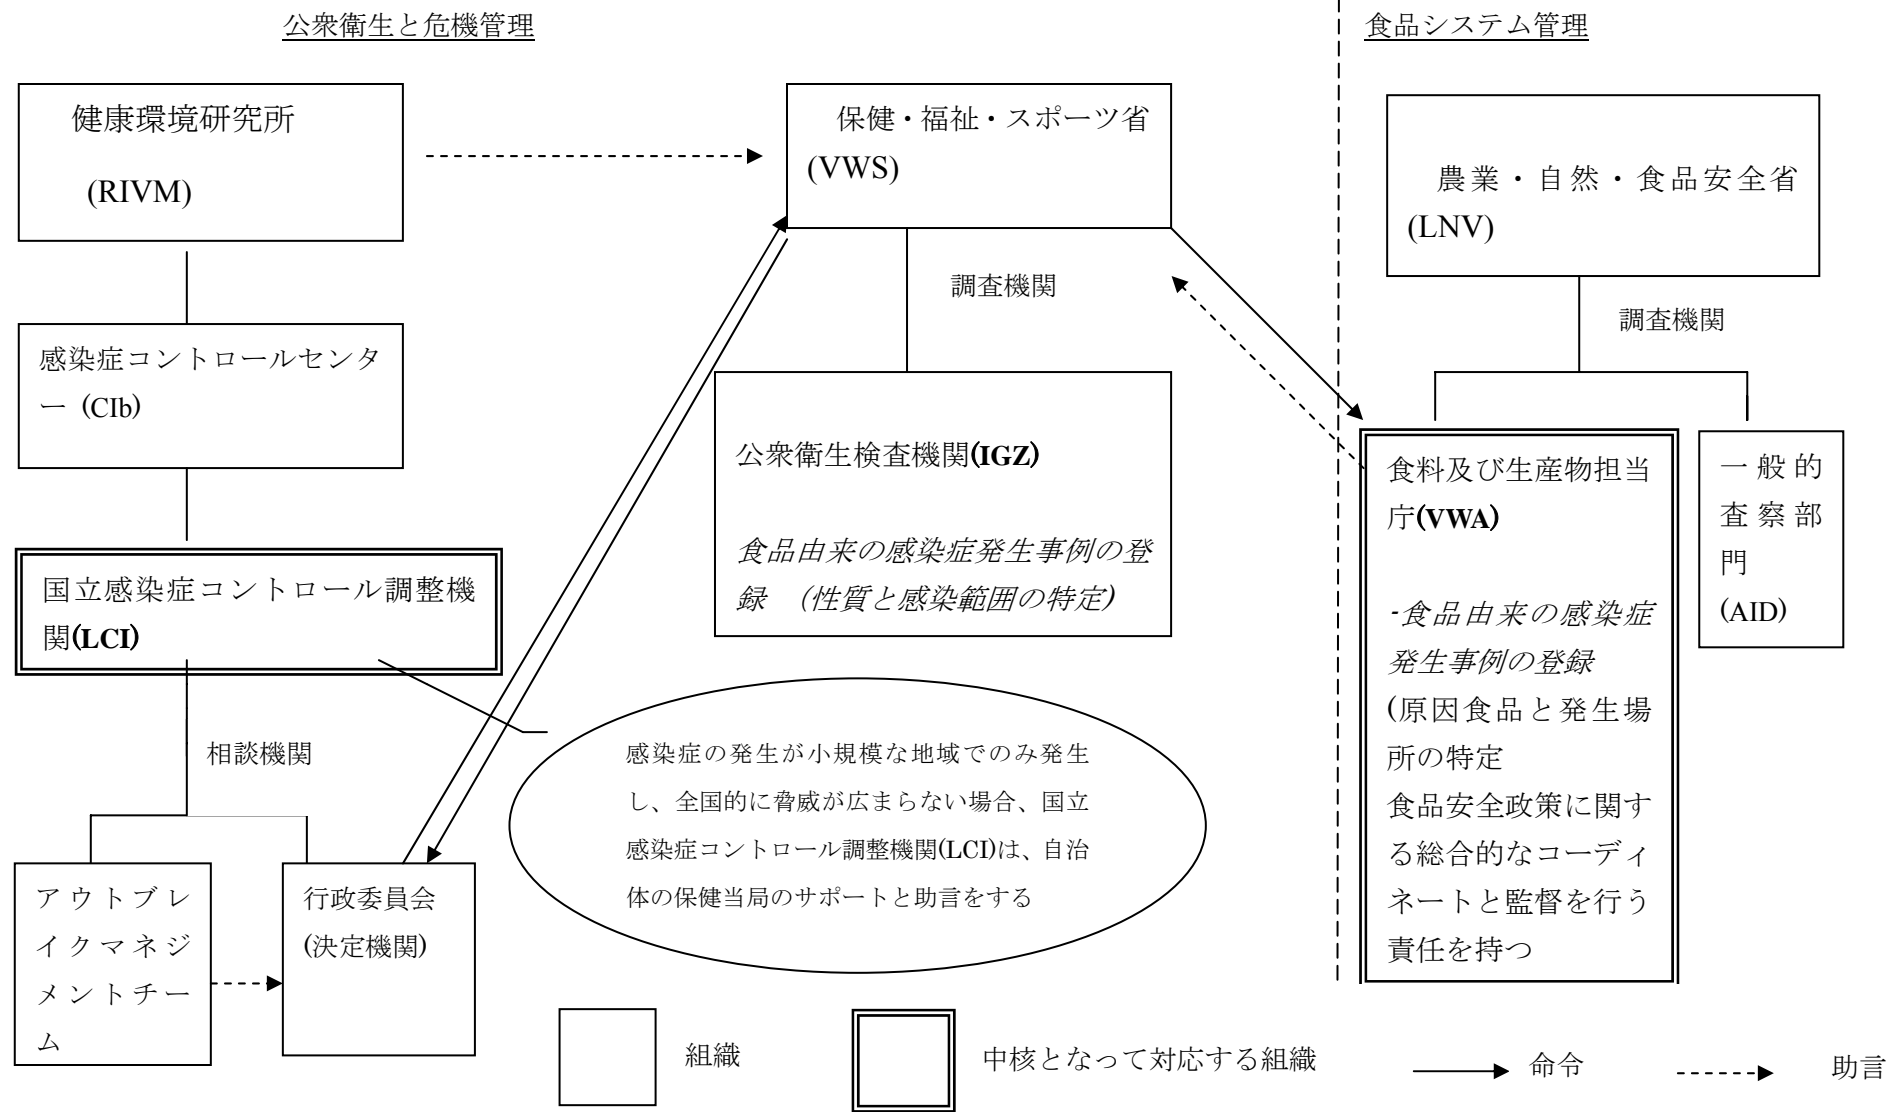 公衆衛生と危機管理
食品システム管理
健康環境研究所
(RIVM)
保健・福祉・スポーツ省
(VWS)
農業・自然・食品安全省
(LNV)
調査機関
調査機関
感染症コントロールセンタ
ー (CIb)
公衆衛生検査機関(IGZ)
食品由来の感染症発生事例の登
録 (性質と感染範囲の特定)
食料及び生産物担当
庁(VWA)
-食品由来の感染症
発生事例の登録
(原因食品と発生場
所の特定
食品安全政策に関す
る総合的なコーディ
ネートと監督を行う
責任を持つ
一般的
査察部
門
(AID)
国立感染症コントロール調整機
関(LCI)
相談機関
感染症の発生が小規模な地域でのみ発生
し、全国的に脅威が広まらない場合、国立
感染症コントロール調整機関(LCI)は、自治
体の保健当局のサポートと助言をする
アウトブレ
イクマネジ
メントチー
ム
行政委員会
(決定機関)
組織
中核となって対応する組織
命令
助言